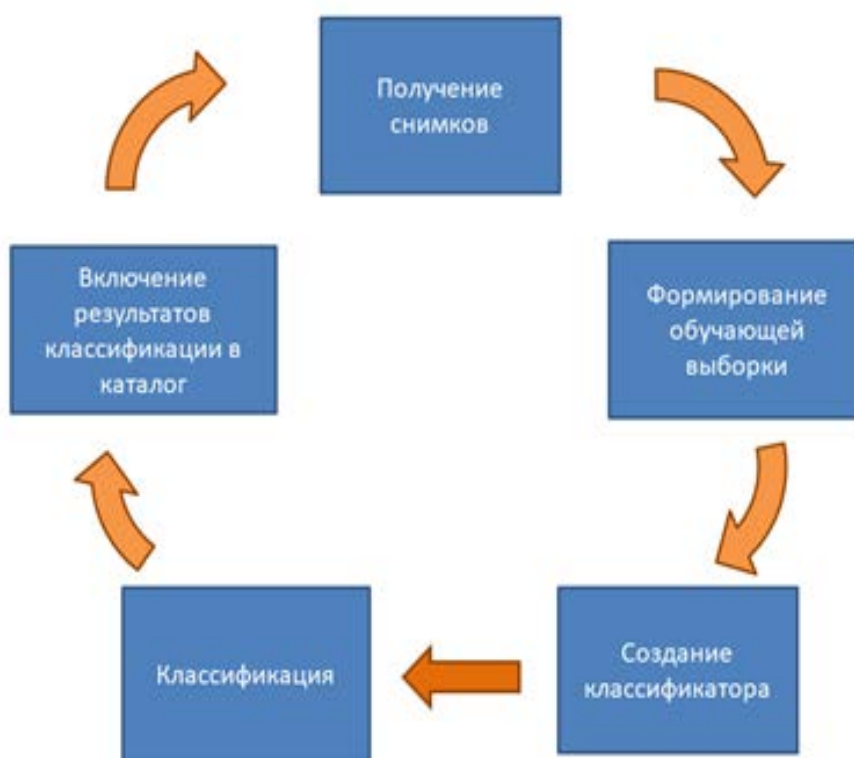 Получение
снимков
Формирование
обучающей
выборки
Создание
классификатора
Классификация
Включение
результатов
классификации в
каталог